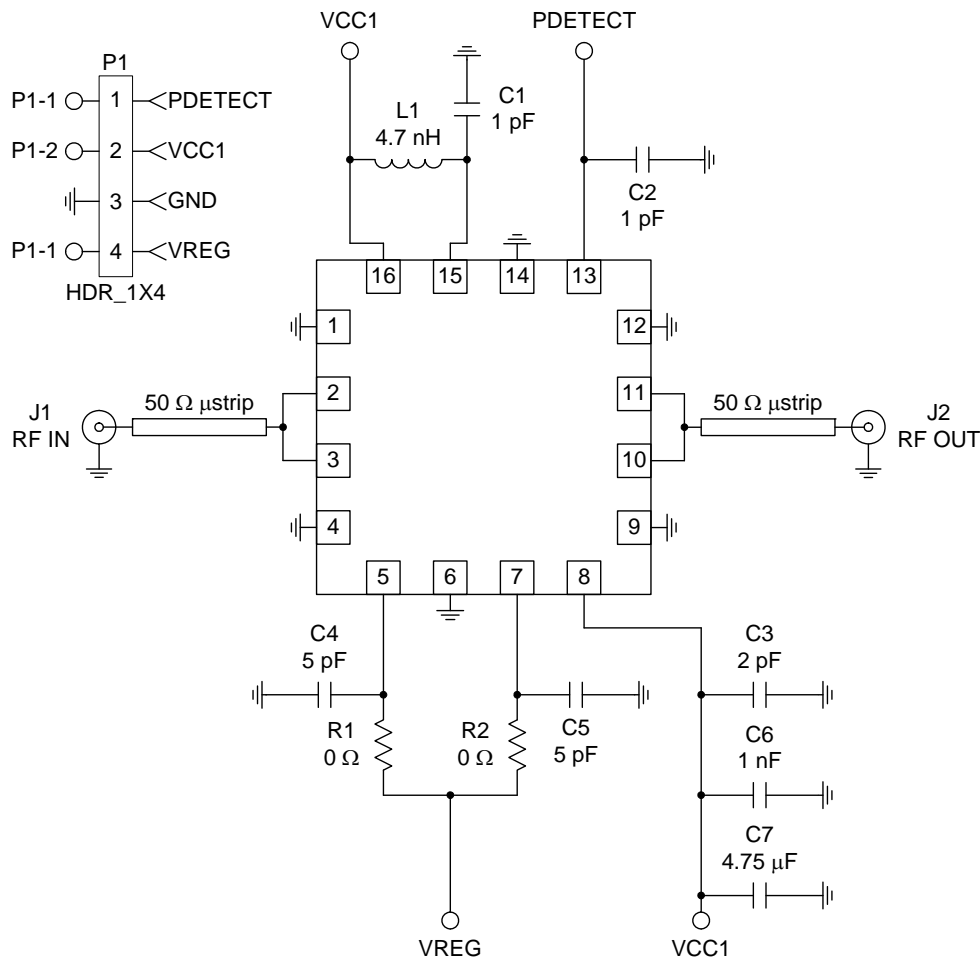 VCC1
PDETECT
P1
P1-1
1
PDETECT
P1-2
2
VCC1
3
GND
P1-1
4
VREG
HDR_1X4
L1
4.7 nH
C1
1 pF
C2
1 pF
16
15
14
13
1
12
2
11
3
10
4
9
5
6
7
8
J1
RF IN
50 Ω μstrip
50 Ω μstrip
J2
RF OUT
C4
5 pF
R1
0 Ω
R2
0 Ω
C5
5 pF
C3
2 pF
C6
1 nF
C7
4.75 μF
VREG
VCC1